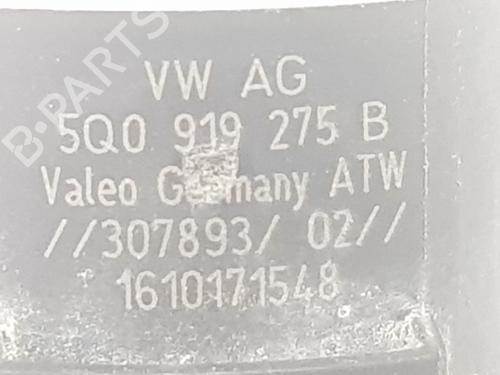 B-PARTS
VW AG
5Q0 919 275 B
Valeo Germany ATW
//307893/ 02//
1610171548